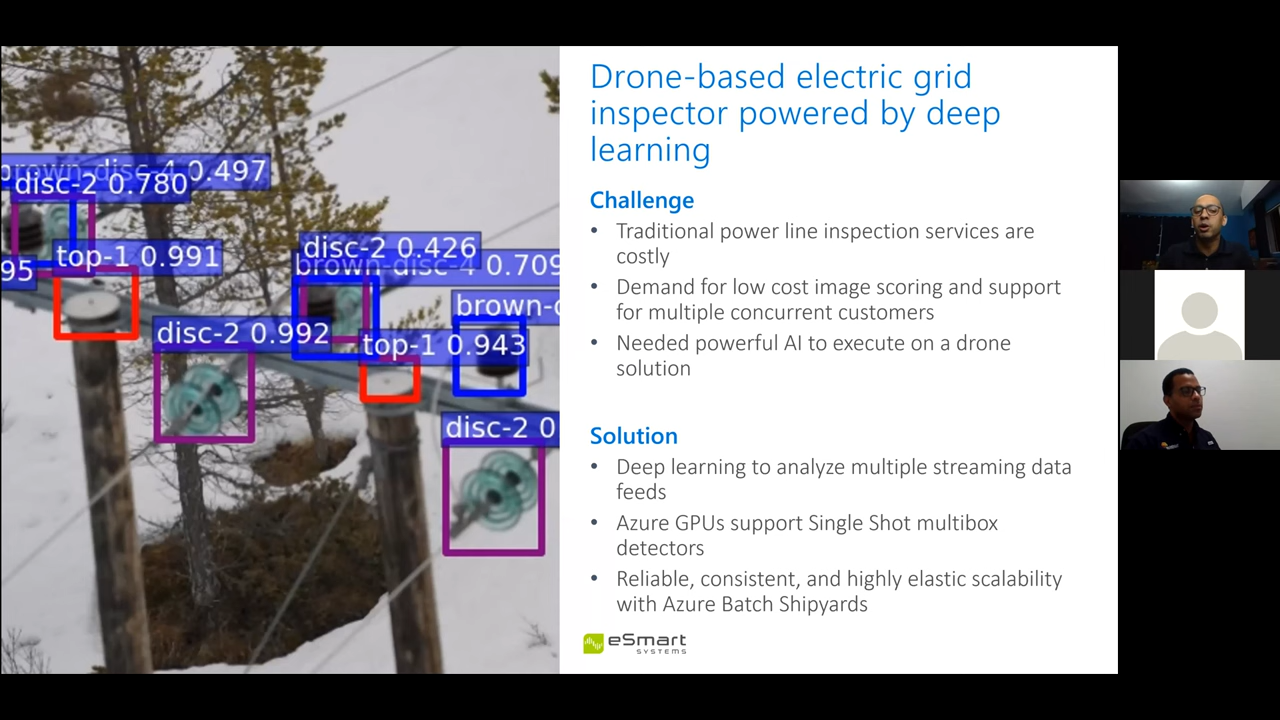 Drone-based electric grid
inspector powered by deep
learning
Challenge
• Traditional power line inspection services are
costly
• Demand for low cost image scoring and support
for multiple concurrent customers
• Needed powerful AI to execute on a drone
solution
Solution
• Deep learning to analyze multiple streaming data
feeds
• Azure GPUs support Single Shot multibox
detectors
• Reliable, consistent, and highly elastic scalability
with Azure Batch Shipyards
eSmart
SYSTEMS
brown-disc-4 0.497
disc-2 0.780
top-1 0.991
95
disc-2 0.426
brown-disc-4 0.709
brown-
disc-2 0.992
top-1 0.943
disc-2 0